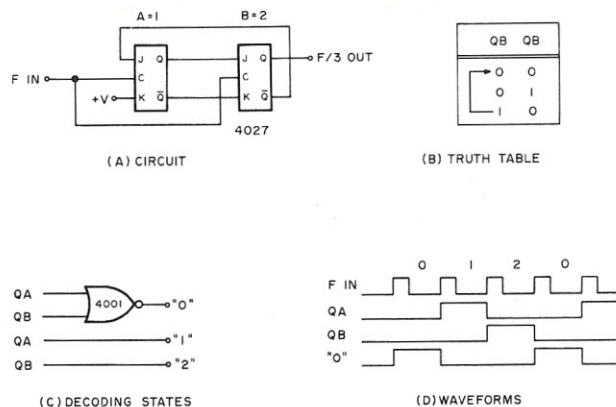 A=1 B=2
J Q J Q F/3 OUT
F IN C C
+V K Q̅ K Q̅
4027
(A) CIRCUIT
QB QB
0 0
0 1
1 0
(B) TRUTH TABLE
QA
QB
4001
"0"
QA "1"
QB "2"
(C) DECODING STATES
0 1 2 0
F IN
QA
QB
"0"
(D) WAVEFORMS